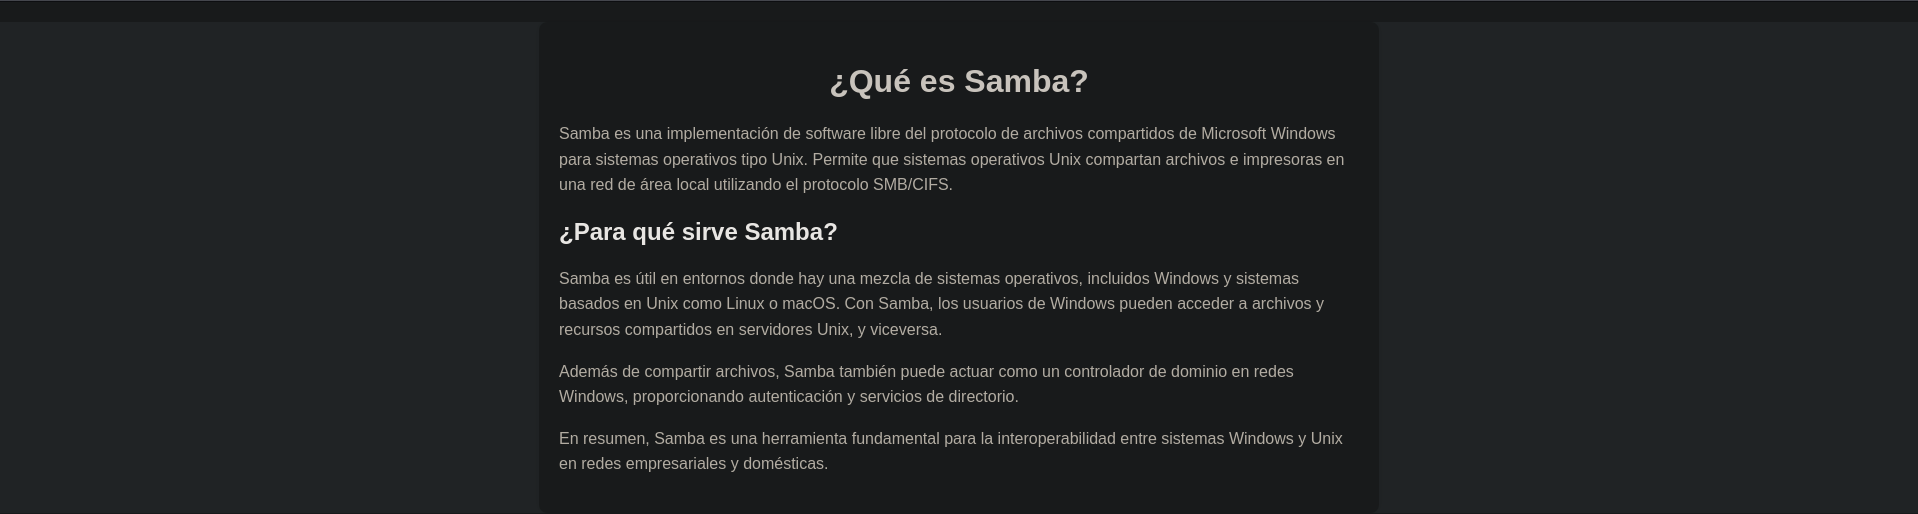 ¿Qué es Samba?
Samba es una implementación de software libre del protocolo de archivos compartidos de Microsoft Windows
para sistemas operativos tipo Unix. Permite que sistemas operativos Unix compartan archivos e impresoras en
una red de área local utilizando el protocolo SMB/CIFS.
¿Para qué sirve Samba?
Samba es útil en entornos donde hay una mezcla de sistemas operativos, incluidos Windows y sistemas
basados en Unix como Linux o macOS. Con Samba, los usuarios de Windows pueden acceder a archivos y
recursos compartidos en servidores Unix, y viceversa.
Además de compartir archivos, Samba también puede actuar como un controlador de dominio en redes
Windows, proporcionando autenticación y servicios de directorio.
En resumen, Samba es una herramienta fundamental para la interoperabilidad entre sistemas Windows y Unix
en redes empresariales y domésticas.